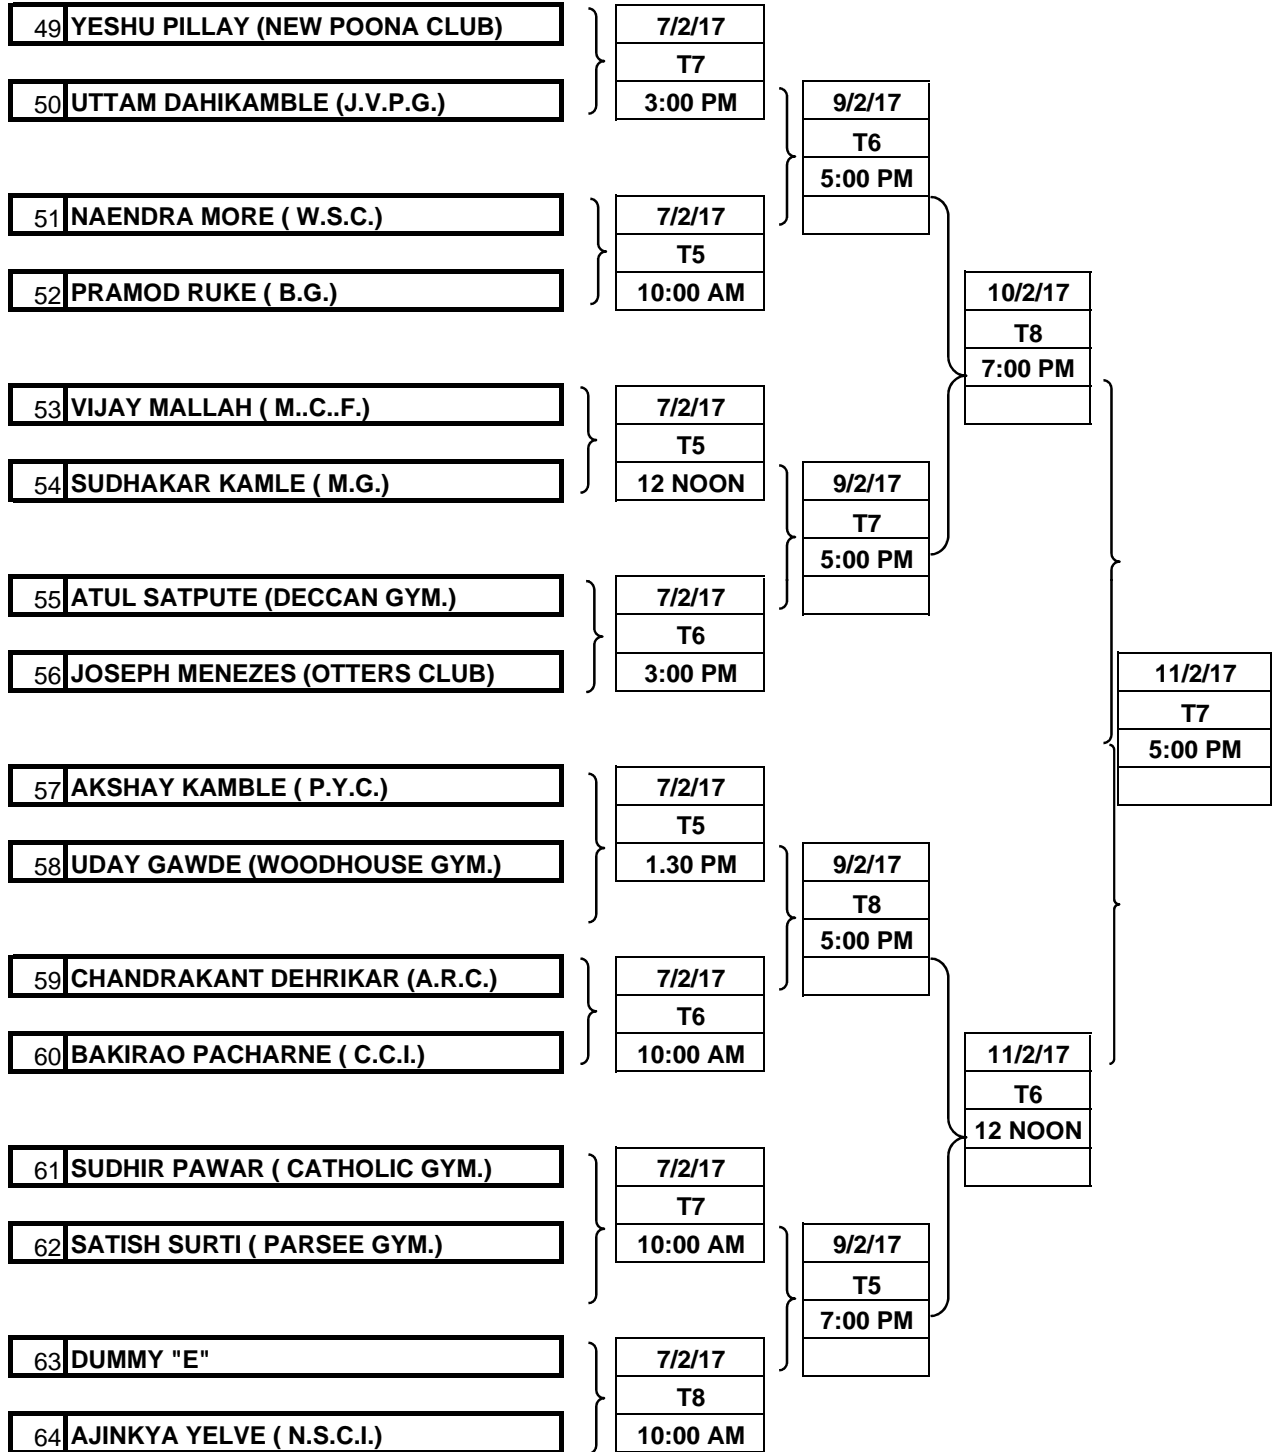 49 YESHU PILLAY (NEW POONA CLUB)
7/2/17
T7
50 UTTAM DAHIKAMBLE (J.V.P.G.)
3:00 PM
9/2/17
T6
5:00 PM
51 NAENDRA MORE ( W.S.C.)
7/2/17
T5
52 PRAMOD RUKE ( B.G.)
10:00 AM
10/2/17
T8
7:00 PM
53 VIJAY MALLAH ( M..C..F.)
7/2/17
T5
54 SUDHAKAR KAMLE ( M.G.)
12 NOON
9/2/17
T7
5:00 PM
55 ATUL SATPUTE (DECCAN GYM.)
7/2/17
T6
56 JOSEPH MENEZES (OTTERS CLUB)
3:00 PM
11/2/17
T7
5:00 PM
57 AKSHAY KAMBLE ( P.Y.C.)
7/2/17
T5
58 UDAY GAWDE (WOODHOUSE GYM.)
1.30 PM
9/2/17
T8
5:00 PM
59 CHANDRAKANT DEHRIKAR (A.R.C.)
7/2/17
T6
60 BAKIRAO PACHARNE ( C.C.I.)
10:00 AM
11/2/17
T6
12 NOON
61 SUDHIR PAWAR ( CATHOLIC GYM.)
7/2/17
T7
62 SATISH SURTI ( PARSEE GYM.)
10:00 AM
9/2/17
T5
7:00 PM
63 DUMMY "E"
7/2/17
T8
64 AJINKYA YELVE ( N.S.C.I.)
10:00 AM